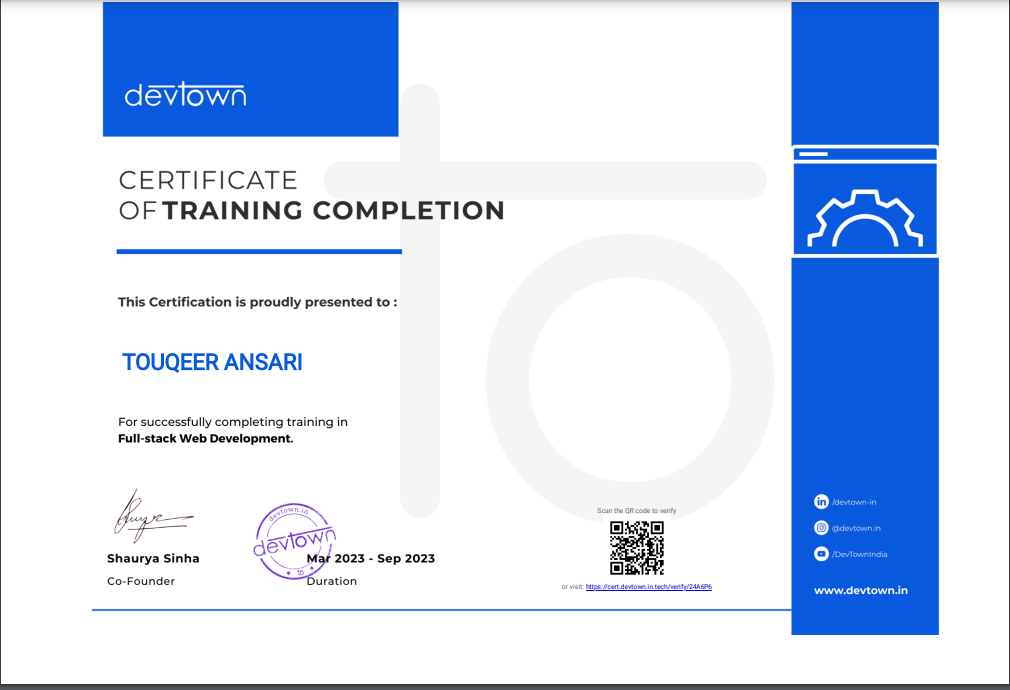 devtown
CERTIFICATE
OF TRAINING COMPLETION
This Certification is proudly presented to :
TOUQEER ANSARI
For successfully completing training in
Full-stack Web Development.
devtown.in
devtown
to
Shaurya Sinha
Mar 2023 - Sep 2023
Co-Founder
Duration
Scan the QR code to verify
or visit: https://cert.devtown.in.tech/verify/24A6P6
/devtown-in
@devtown.in
/DevTownIndia
www.devtown.in